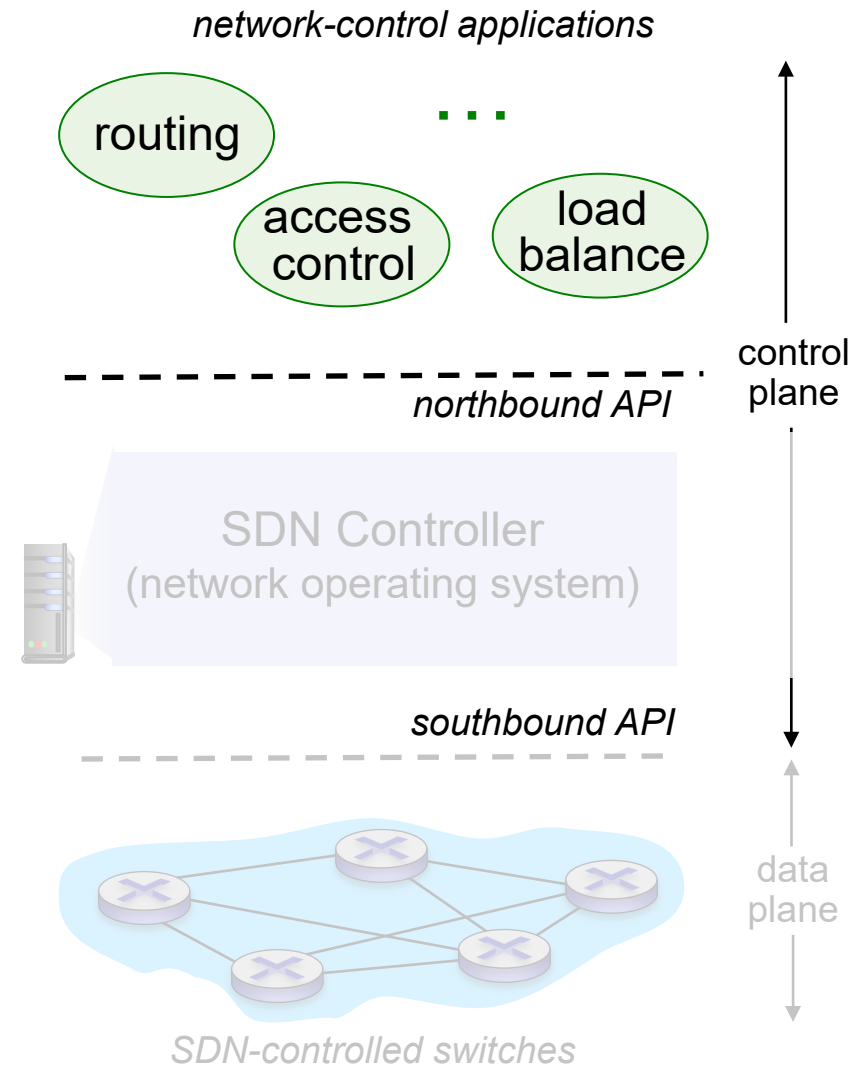 network-control applications
routing
. . .
access
control
load
balance
control
plane
northbound API
SDN Controller
(network operating system)
southbound API
data
plane
SDN-controlled switches